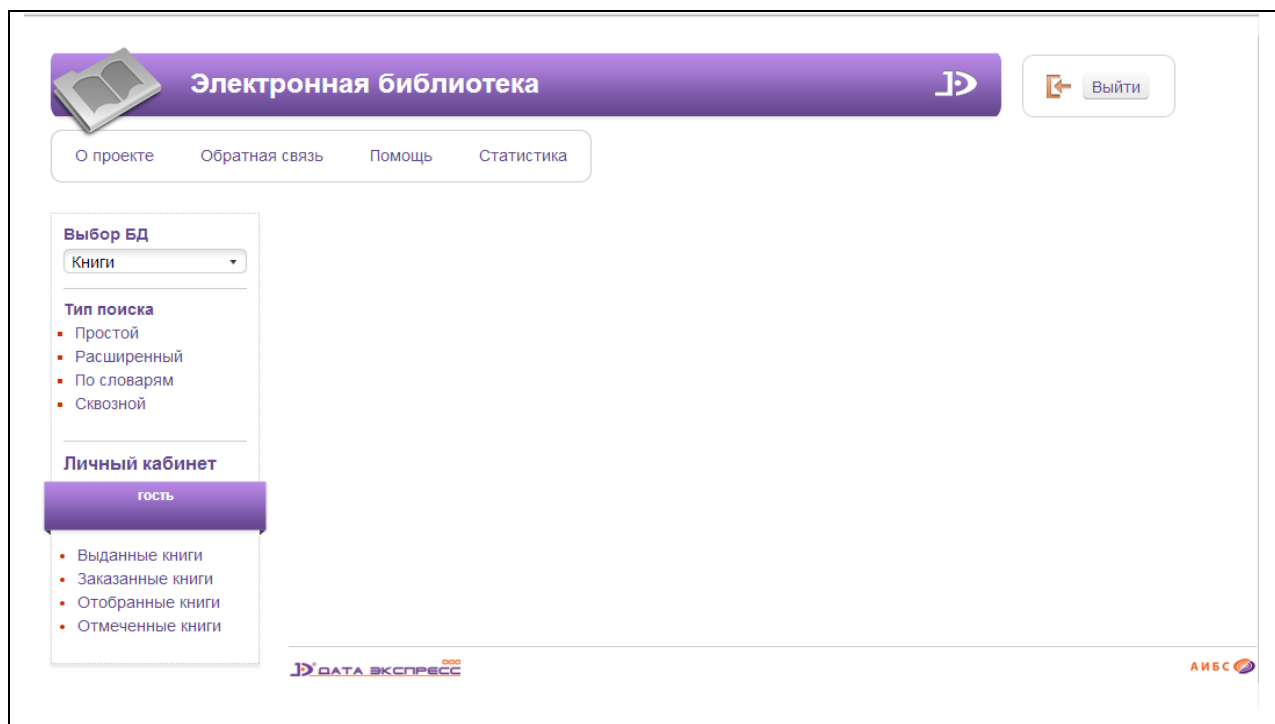 Электронная библиотека
Выйти
О проекте Обратная связь Помощь Статистика
Выбор БД
Книги
Тип поиска
Простой
Расширенный
По словарям
Сквозной
Личный кабинет
гость
Выданные книги
Заказанные книги
Отобранные книги
Отмеченные книги
ООО
ДАТА ЭКСПРЕСС
АИБС